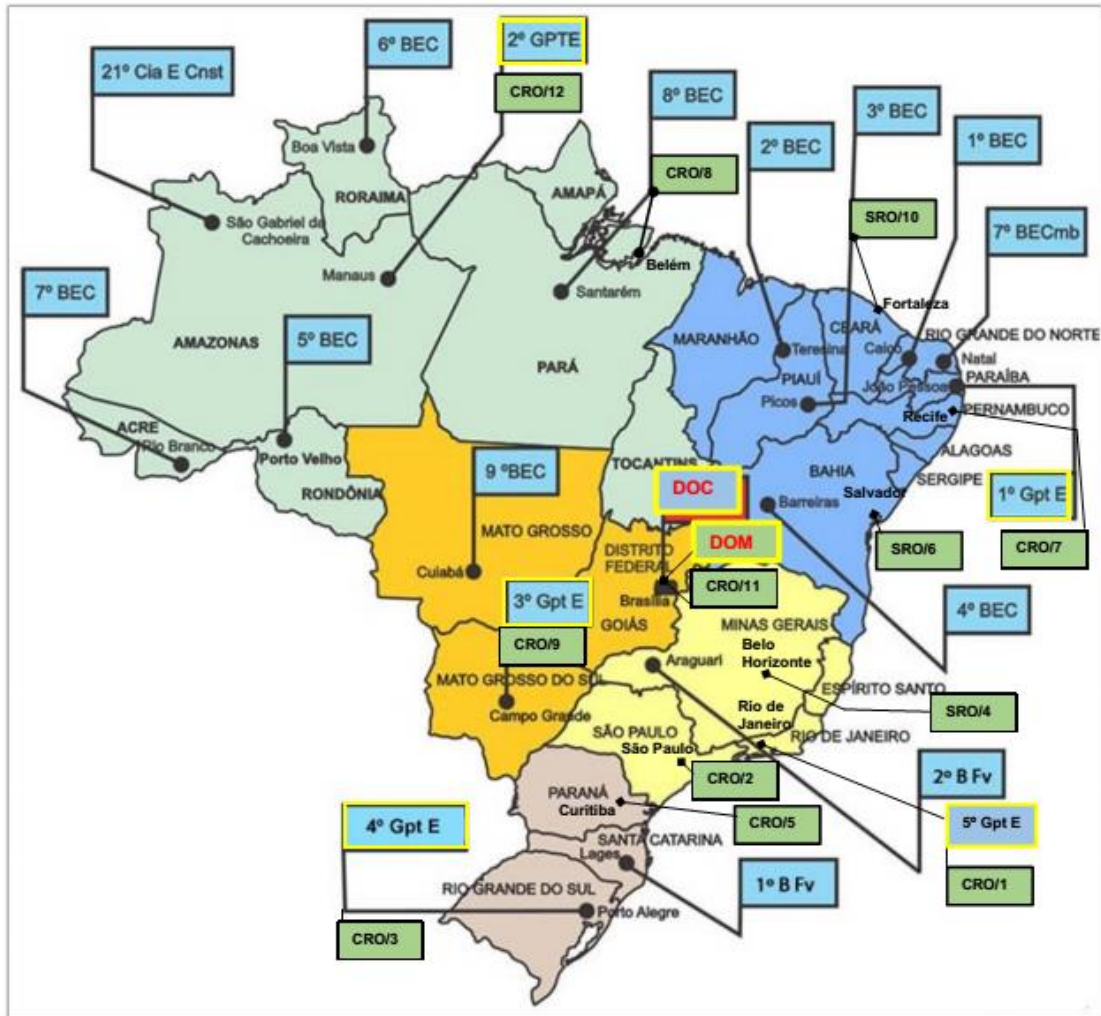 6º BEC
2º GPTE
21º Cia E Cnst
CRO/12
8º BEC
3º BEC
2º BEC
1º BEC
Boa Vista
AMAPÁ
CRO/8
RORAIMA
SRO/10
São Gabriel da
Cachoeira
7º BECmb
Manaus
Belém
Santarém
7º BEC
Fortaleza
5º BEC
MARANHÃO
CEARÁ
RIO GRANDE DO NORTE
AMAZONAS
Teresina
Caicó
Natal
PARÁ
PIAUÍ
João Pessoa
PARAÍBA
Picos
Recife
PERNAMBUCO
ACRE
Rio Branco
Porto Velho
ALAGOAS
TOCANTINS
BAHIA
SERGIPE
9 ºBEC
RONDÔNIA
DOC
Salvador
1º Gpt E
Barreiras
MATO GROSSO
DOM
SRO/6
CRO/7
DISTRITO
FEDERAL
Cuiabá
CRO/11
Brasília
3º Gpt E
4º BEC
GOIÁS
MINAS GERAIS
CRO/9
Belo
Horizonte
Araguari
MATO GROSSO DO SUL
ESPÍRITO SANTO
Campo Grande
Rio de
Janeiro
SRO/4
SÃO PAULO
RIO DE JANEIRO
São Paulo
CRO/2
2º B Fv
PARANÁ
Curitiba
CRO/5
4º Gpt E
5º Gpt E
SANTA CATARINA
Lages
1º B Fv
CRO/1
RIO GRANDE DO SUL
Porto Alegre
CRO/3